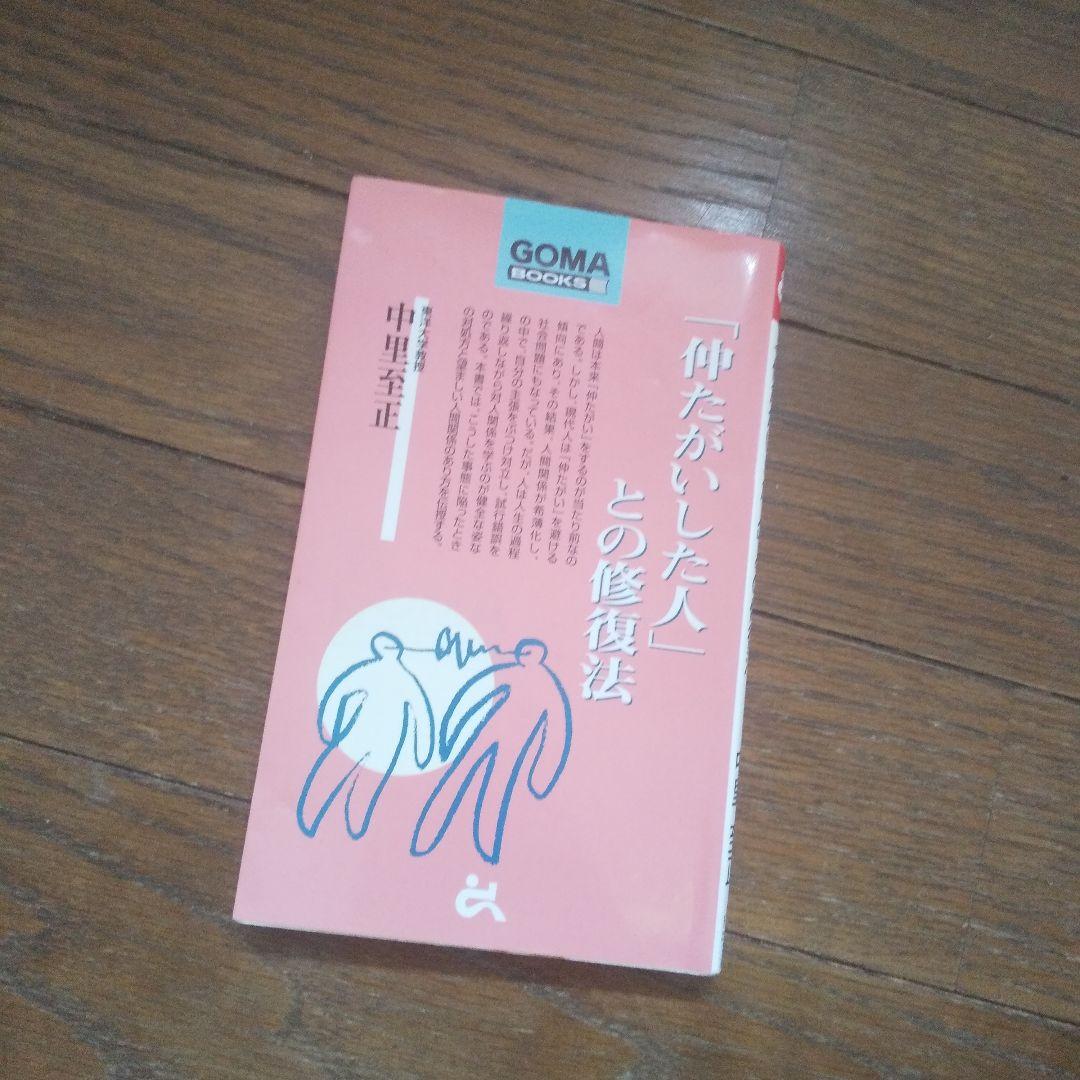 GOMA
BOOKS
「仲たがいした人」
との修復法
人間は本来「仲たがい」をするのが当たり前なの
である。しかし、現代人は「仲たがい」を避ける
傾向にあり、その結果、人間関係が希薄化し、
社会問題にもなっている。だが、人は人生の過程
の中で、自分の主張をぶつけ対立し、試行錯誤を
繰り返しながら対人関係を学ぶのが健全な姿な
のである。本書では、こうした事態に陥ったとき
の対処方と望ましい人間関係のあり方を伝授する。
東洋大学教授
中里至正